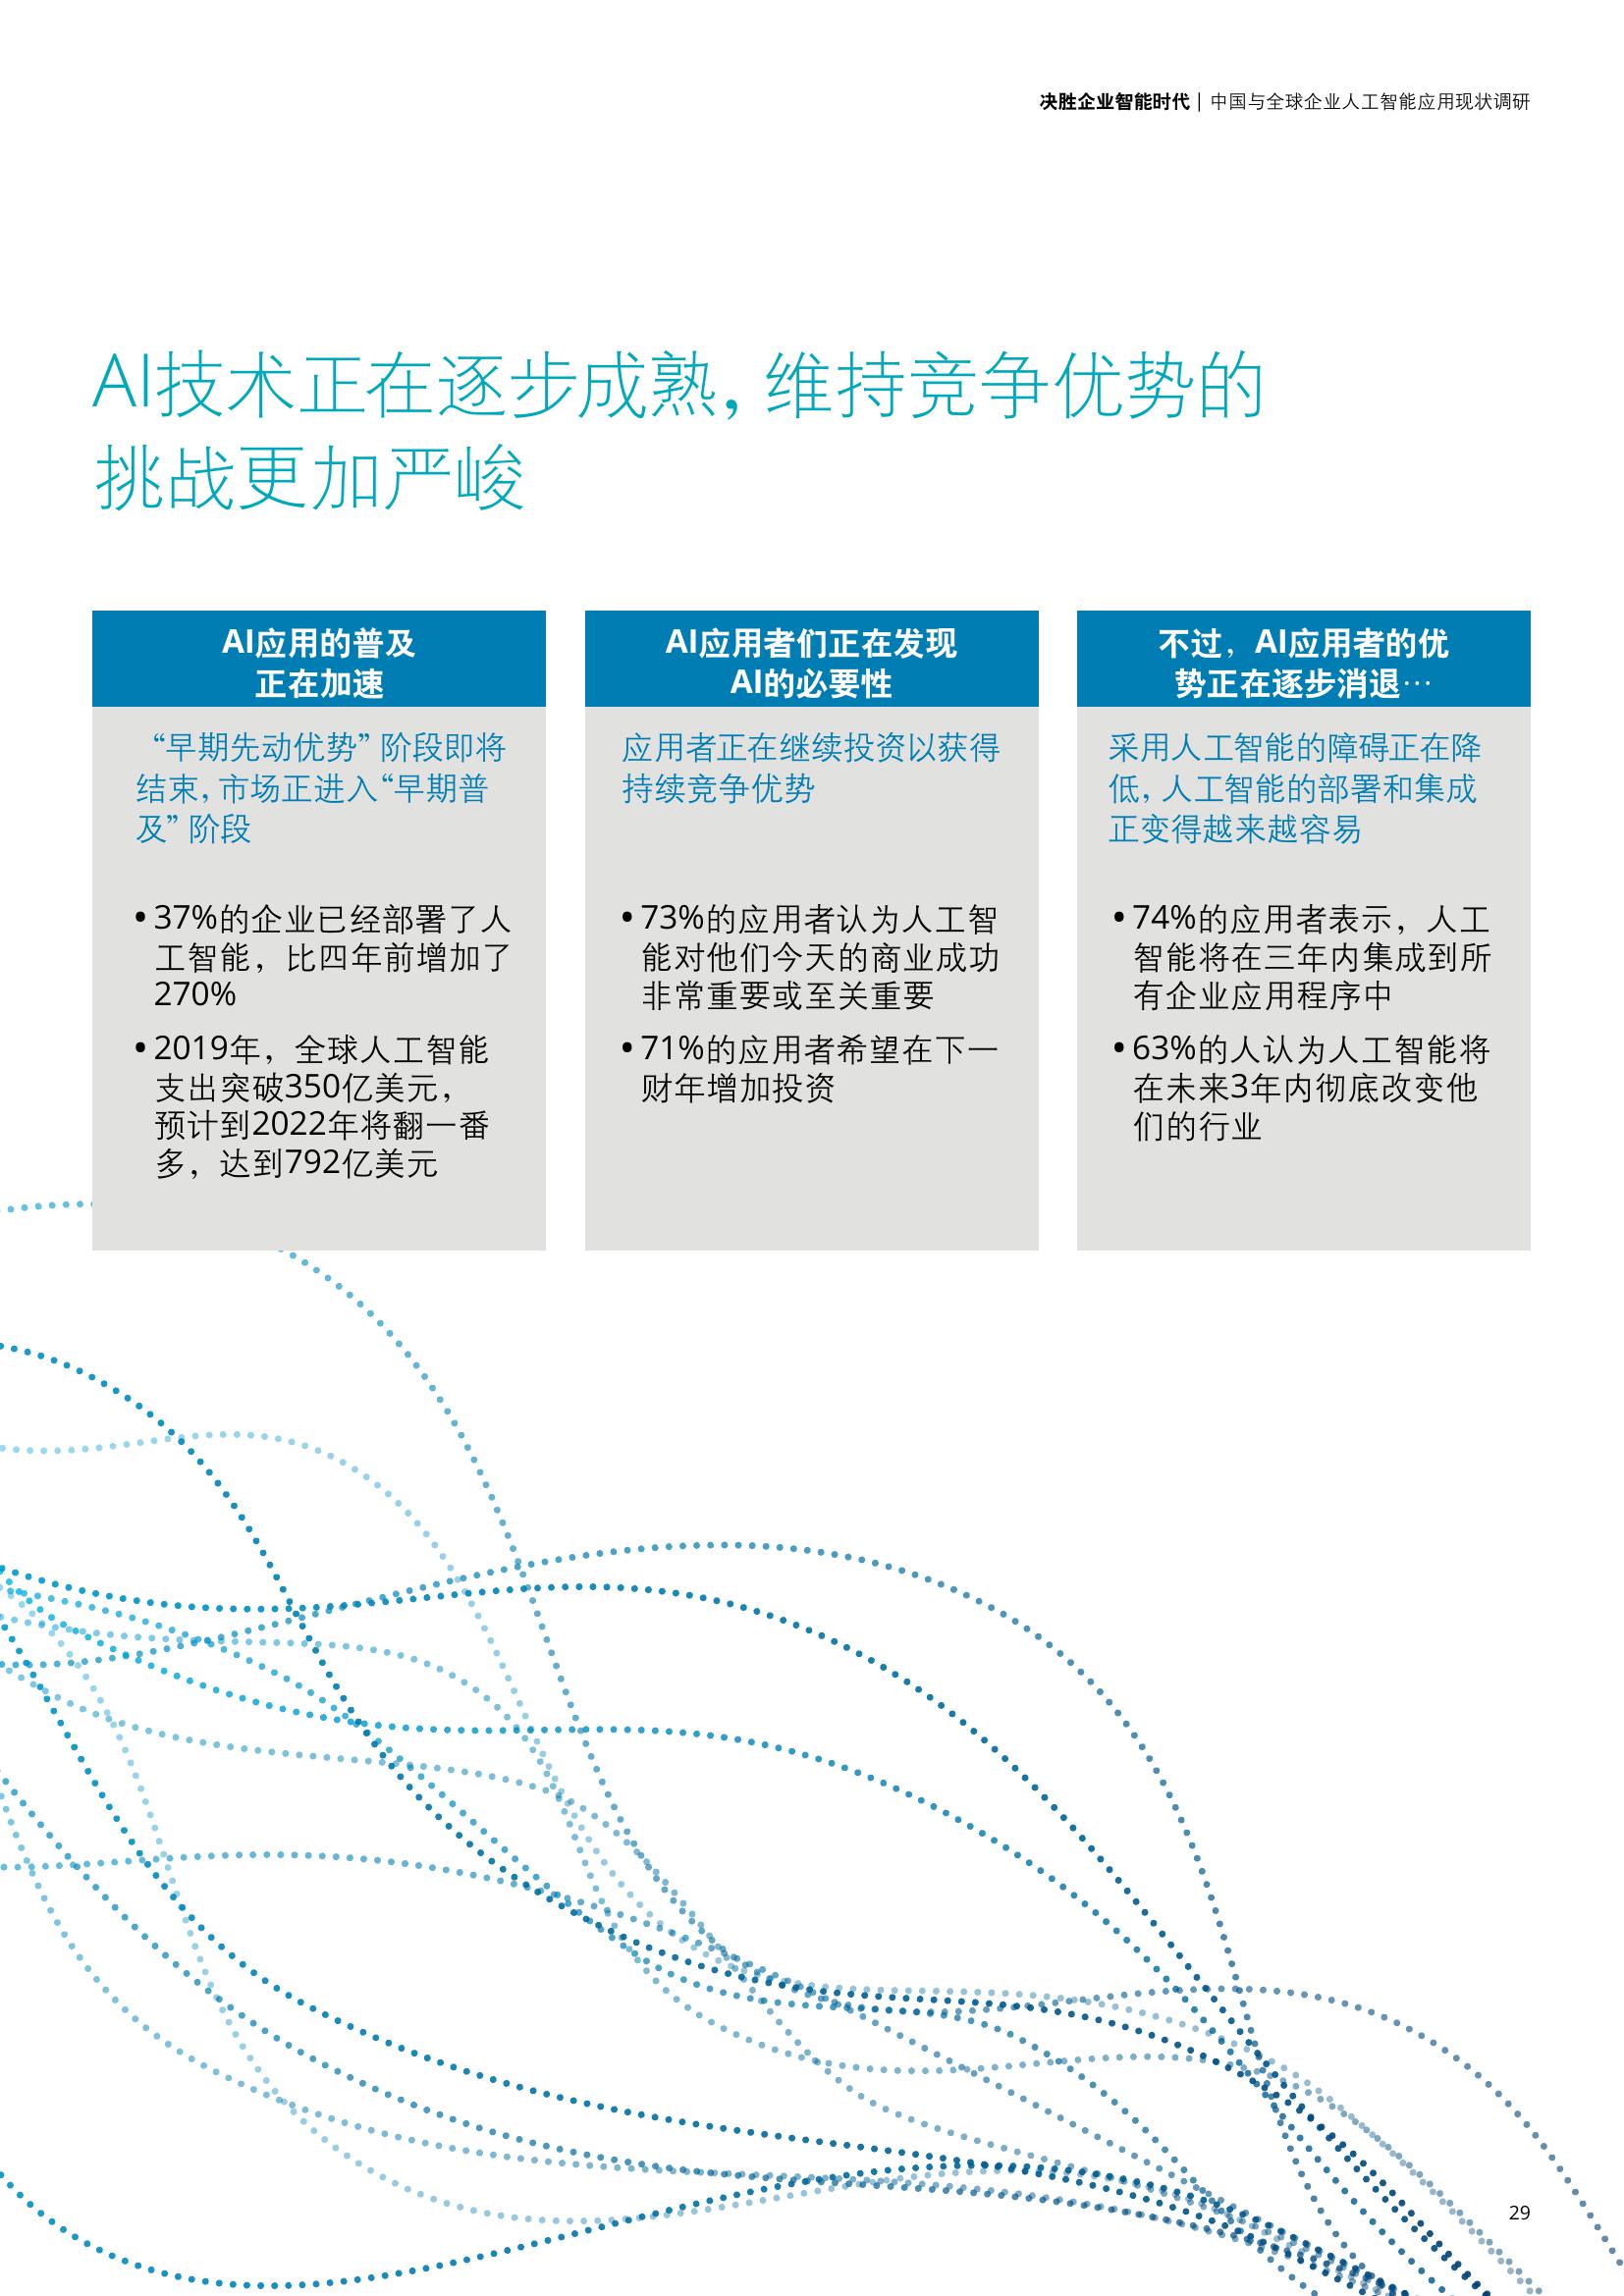 决胜企业智能时代 | 中国与全球企业人工智能应用现状调研
AI技术正在逐步成熟，维持竞争优势的
挑战更加严峻
AI应用的普及
正在加速
“早期先动优势”阶段即将
结束，市场正进入“早期普
及”阶段
• 37%的企业已经部署了人
工智能，比四年前增加了
270%
• 2019年，全球人工智能
支出突破350亿美元，
预计到2022年将翻一番
多，达到792亿美元
AI应用者们正在发现
AI的必要性
应用者正在继续投资以获得
持续竞争优势
• 73%的应用者认为人工智
能对他们今天的商业成功
非常重要或至关重要
• 71%的应用者希望在下一
财年增加投资
不过，AI应用者的优
势正在逐步消退…
采用人工智能的障碍正在降
低，人工智能的部署和集成
正变得越来越容易
• 74%的应用者表示，人工
智能将在三年内集成到所
有企业应用程序中
• 63%的人认为人工智能将
在未来3年内彻底改变他
们的行业
29